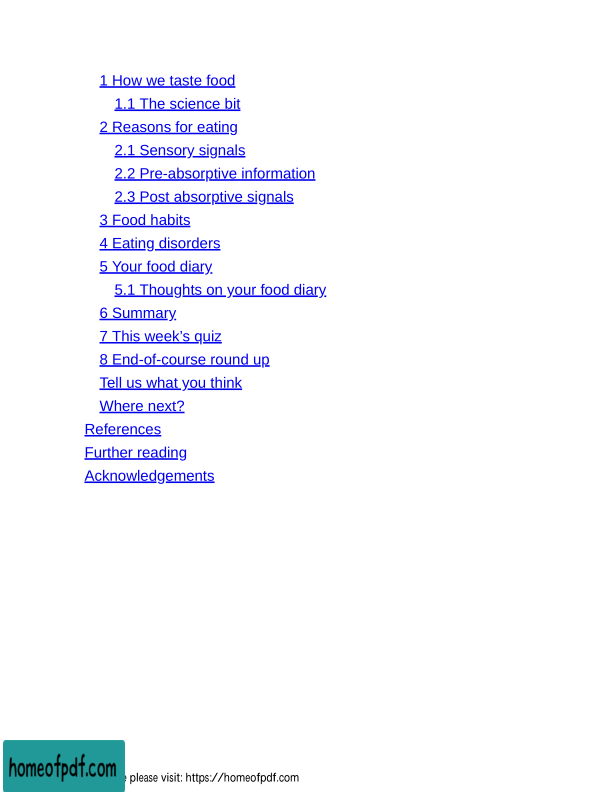 1 How we taste food
1.1 The science bit
2 Reasons for eating
2.1 Sensory signals
2.2 Pre-absorptive information
2.3 Post absorptive signals
3 Food habits
4 Eating disorders
5 Your food diary
5.1 Thoughts on your food diary
6 Summary
7 This week’s quiz
8 End-of-course round up
Tell us what you think
Where next?
References
Further reading
Acknowledgements
homeofpdf.com
please visit: https://homeofpdf.com